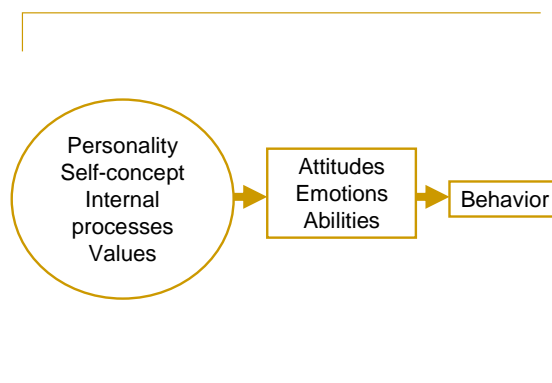 Personality
Self-concept
Internal
processes
Values
Attitudes
Emotions
Abilities
Behavior